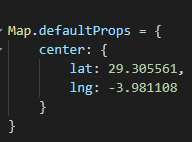 Map.defaultProps = {
    center: {
        lat: 29.305561,
        lng: -3.981108
    }
}